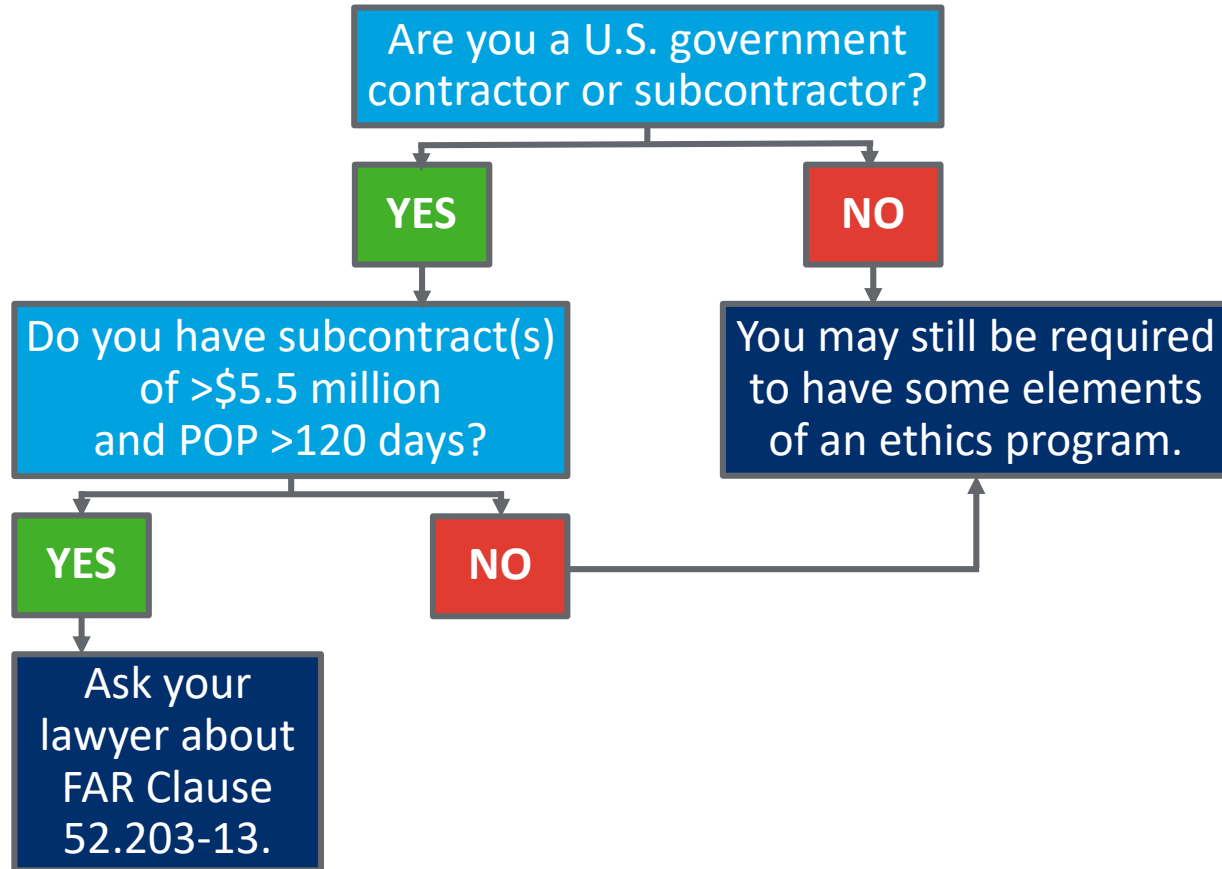 Are you a U.S. government
contractor or subcontractor?
YES
NO
Do you have subcontract(s)
of >$5.5 million
and POP >120 days?
You may still be required
to have some elements
of an ethics program.
YES
NO
Ask your
lawyer about
FAR Clause
52.203-13.